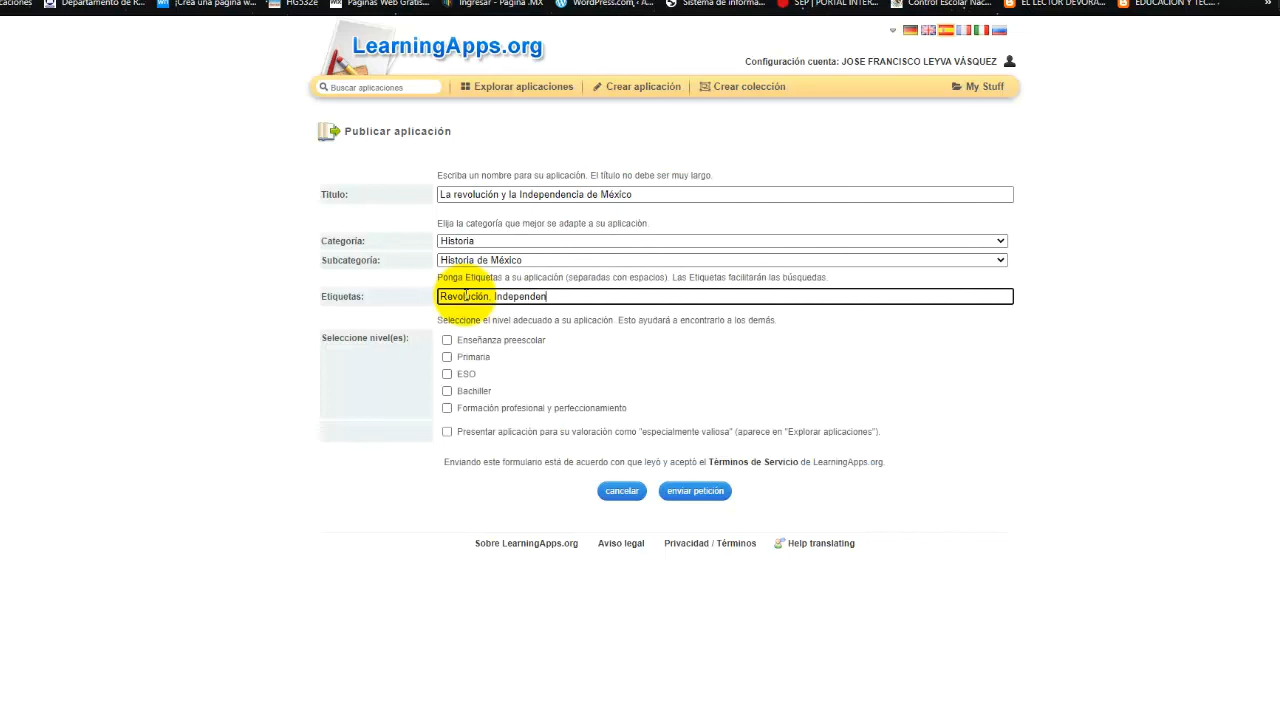 Departamento de R...
¡Crea una página w...
HG532e
Páginas Web Gratis...
Ingresar - Pagina .MX
WordPress.com, ‹ A...
Sistema de informa...
SEP | PORTAL INTER...
Control Escolar Nac...
EL LECTOR DEVORA...
EDUCACION Y TEC...
»
LearningApps.org
Configuración cuenta: JOSE FRANCISCO LEYVA VÁSQUEZ
Buscar aplicaciones
Explorar aplicaciones
Crear aplicación
Crear colección
My Stuff
Publicar aplicación
Escriba un nombre para su aplicación. El título no debe ser muy largo.
Título: La revolución y la Independencia de México
Elija la categoría que mejor se adapte a su aplicación.
Categoría: Historia
Subcategoría: Historia de México
Ponga Etiquetas a su aplicación (separadas con espacios). Las Etiquetas facilitarán las búsquedas.
Etiquetas: Revolución, Independen
Seleccione el nivel adecuado a su aplicación. Esto ayudará a encontrarlo a los demás.
Seleccione nivel(es):
Enseñanza preescolar
Primaria
ESO
Bachiller
Formación profesional y perfeccionamiento
Presentar aplicación para su valoración como "especialmente valiosa" (aparece en "Explorar aplicaciones").
Enviando este formulario está de acuerdo con que leyó y aceptó el Términos de Servicio de LearningApps.org.
cancelar
enviar petición
Sobre LearningApps.org
Aviso legal
Privacidad / Términos
Help translating